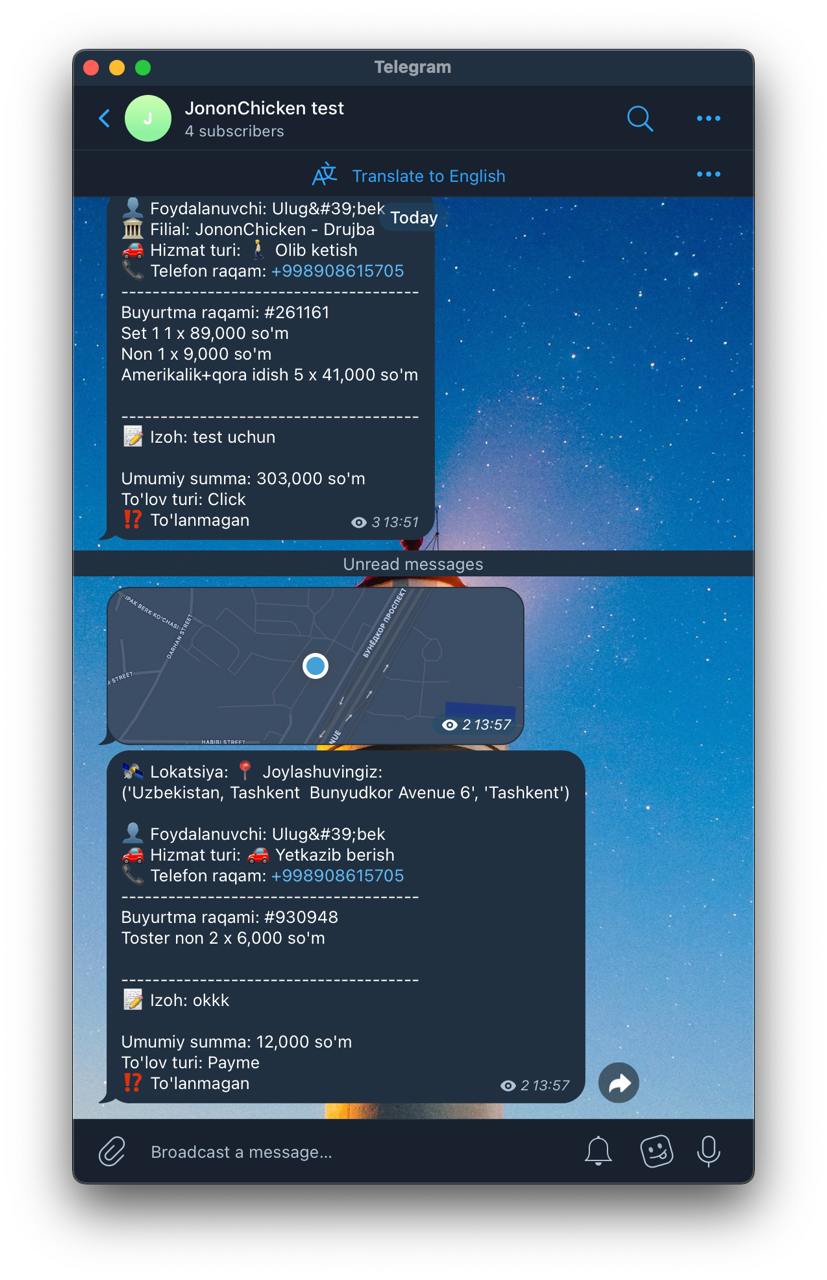 Telegram
J
JononChicken test
4 subscribers
Translate to English
Today
👤 Foydalanuvchi: Ulug&#39;bek
🏛 Filial: JononChicken - Drujba
🚗 Hizmat turi: 🚶 Olib ketish
📞 Telefon raqam: +998908615705
--------------------------------------
Buyurtma raqami: #261161
Set 1 1 x 89,000 so'm
Non 1 x 9,000 so'm
Amerikalik+qora idish 5 x 41,000 so'm
--------------------------------------
📝 Izoh: test uchun
Umumiy summa: 303,000 so'm
To'lov turi: Click
⁉️ To'lanmagan
3 13:51
Unread messages
IPAK BERK KO'CHASI
DARHAN STREET
A STREET
HABIBI STREET
БУНЁДКОР ПРОСПЕКТ
NUE
2 13:57
🛰 Lokatsiya: 📍 Joylashuvingiz:
('Uzbekistan, Tashkent  Bunyudkor Avenue 6', 'Tashkent')
👤 Foydalanuvchi: Ulug&#39;bek
🚗 Hizmat turi: 🚗 Yetkazib berish
📞 Telefon raqam: +998908615705
--------------------------------------
Buyurtma raqami: #930948
Toster non 2 x 6,000 so'm
--------------------------------------
📝 Izoh: okkk
Umumiy summa: 12,000 so'm
To'lov turi: Payme
⁉️ To'lanmagan
2 13:57
Broadcast a message...